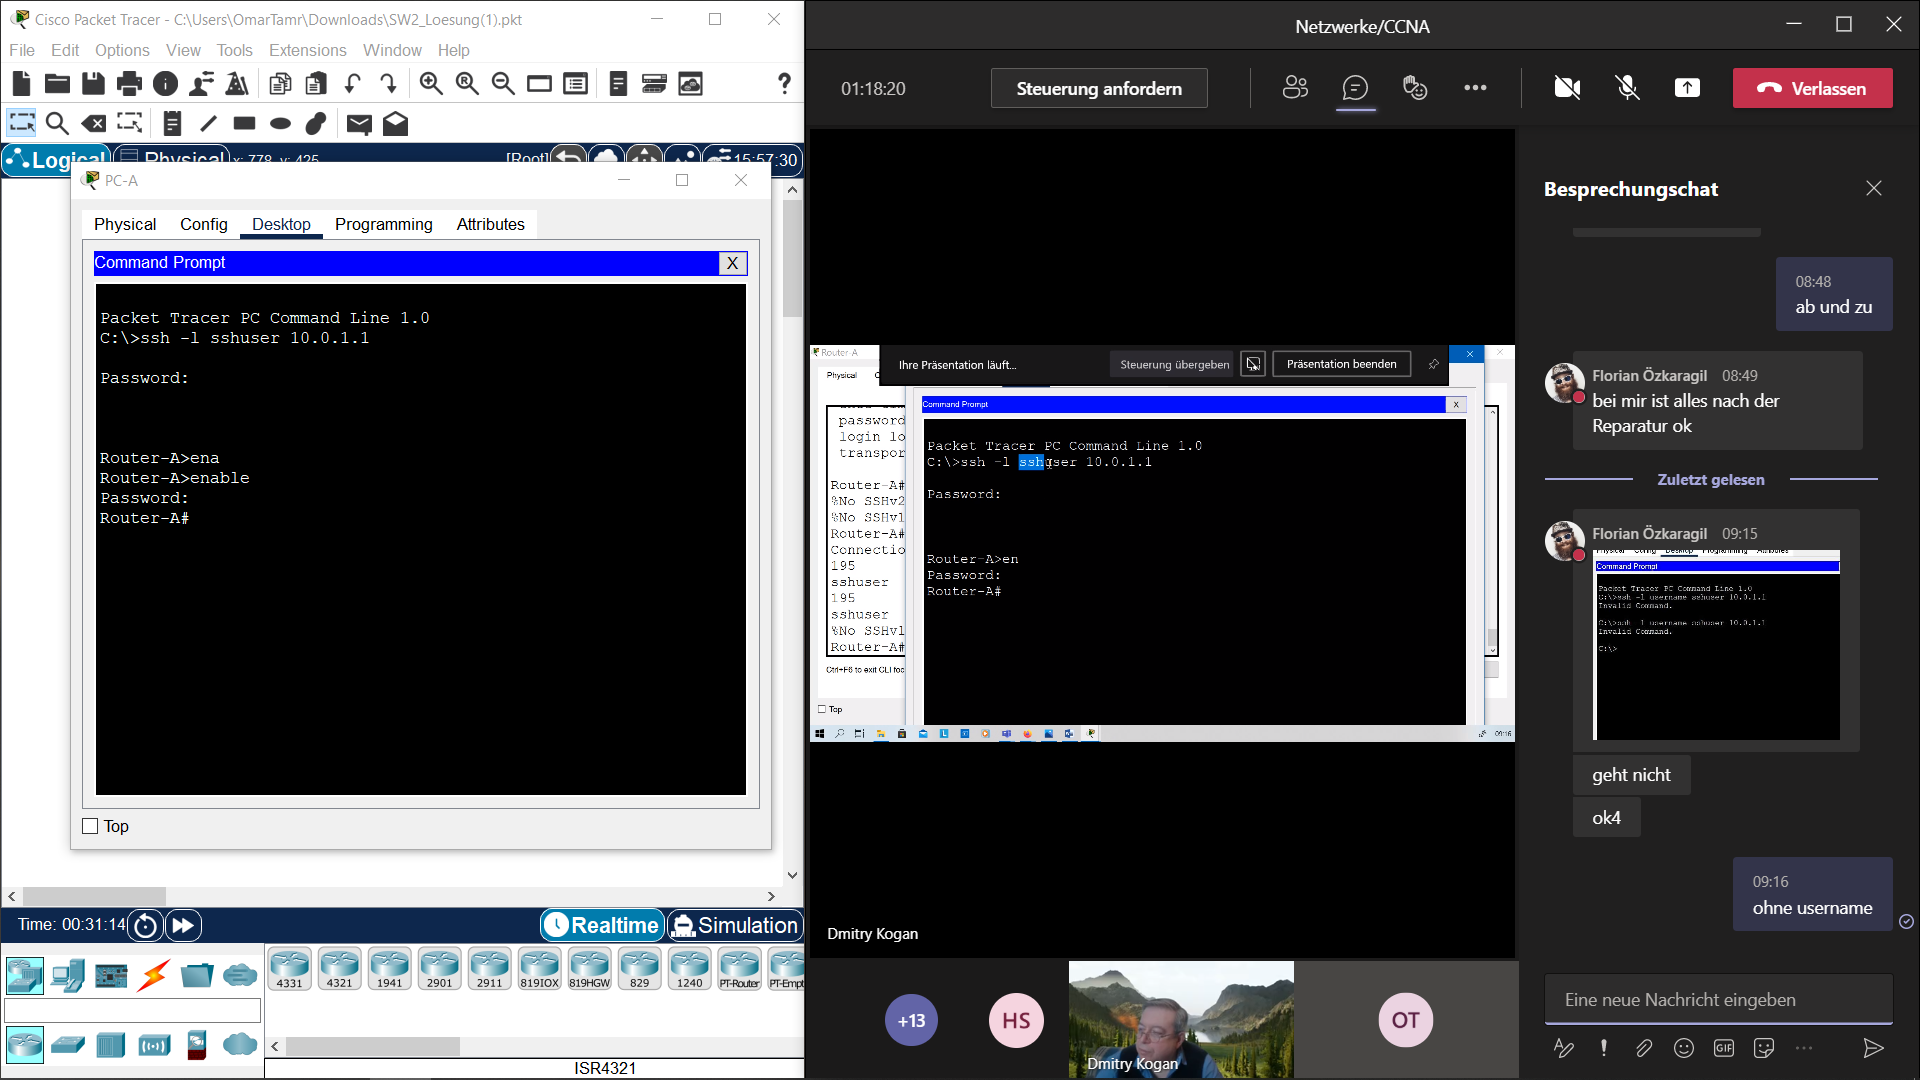 Cisco Packet Tracer - C:\Users\OmarTamr\Downloads\SW2_Loesung(1).pkt
File Edit Options View Tools Extensions Window Help
Logical Physical x: 778, y: 425 [Root] 15:57:30
PC-A
Physical Config Desktop Programming Attributes
Command Prompt X
Packet Tracer PC Command Line 1.0
C:\>ssh -l sshuser 10.0.1.1
Password:
Router-A>ena
Router-A>enable
Password:
Router-A#
Top
Time: 00:31:14
Realtime Simulation
4331 4321 1941 2901 2911 819IOX 819HGW 829 1240 PT-Router PT-Empt
ISR4321
Netzwerke/CCNA
01:18:20
Steuerung anfordern
Verlassen
Router-A
Ihre Präsentation läuft...
Steuerung übergeben
Präsentation beenden
Physical
Command Prompt X
password
login lo
transpor
Router-A#
%No SSHv2
%No SSHv1
Router-A#
Connectio
195
sshuser
195
sshuser
%No SSHv1
Router-A#
Ctrl+F6 to exit CLI foc
Top
Packet Tracer PC Command Line 1.0
C:\>ssh -l sshuser 10.0.1.1
Password:
Router-A>en
Password:
Router-A#
09:16
Dmitry Kogan
+13
HS
Dmitry Kogan
OT
Besprechungschat
08:48
ab und zu
Florian Özkaragil 08:49
bei mir ist alles nach der
Reparatur ok
Zuletzt gelesen
Florian Özkaragil 09:15
Physical Config Desktop Programming Attributes
Command Prompt
Packet Tracer PC Command Line 1.0
C:\>ssh -l username sshuser 10.0.1.1
Invalid Command.
C:\>ssh -l username sshuser 10.0.1.1
Invalid Command.
C:\>
geht nicht
ok4
09:16
ohne username
Eine neue Nachricht eingeben
GIF